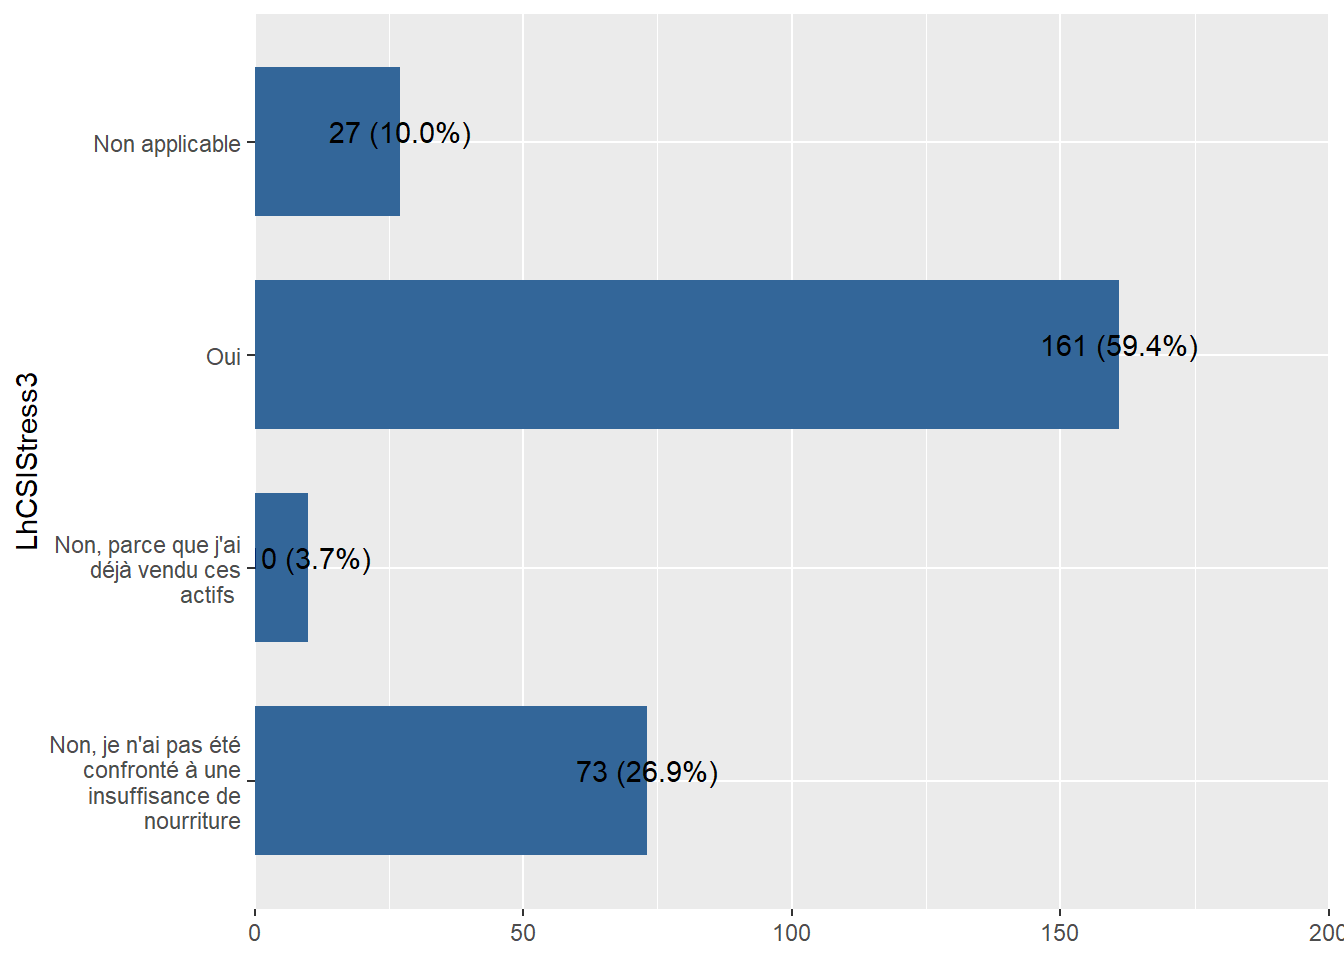 27 (10.0%)
Non applicable
161 (59.4%)
Oui
LhCSIStress3
Non, parce que j'ai
déjà vendu ces
actifs
0 (3.7%)
Non, je n'ai pas été
confronté à une
insuffisance de
nourriture
73 (26.9%)
0
50
100
150
200